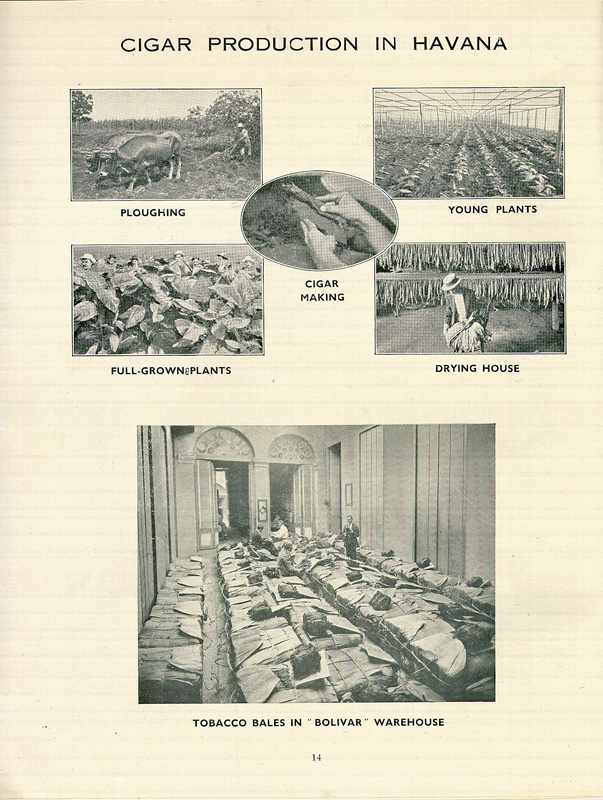 CIGAR PRODUCTION IN HAVANA
PLOUGHING
YOUNG PLANTS
CIGAR
MAKING
FULL-GROWN PLANTS
DRYING HOUSE
TOBACCO BALES IN "BOLIVAR" WAREHOUSE
14